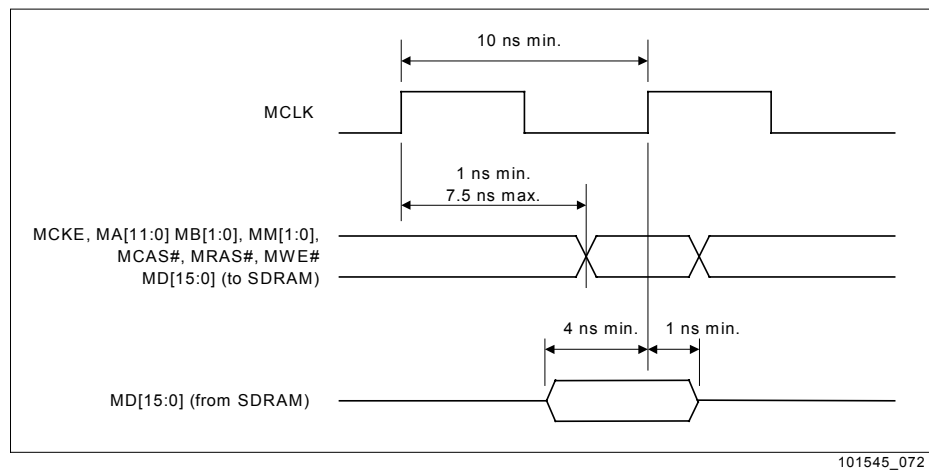 10 ns min.
MCLK
1 ns min.
7.5 ns max.
MCKE, MA[11:0] MB[1:0], MM[1:0],
MCAS#, MRAS#, MWE#
MD[15:0] (to SDRAM)
4 ns min.
1 ns min.
MD[15:0] (from SDRAM)
101545_072